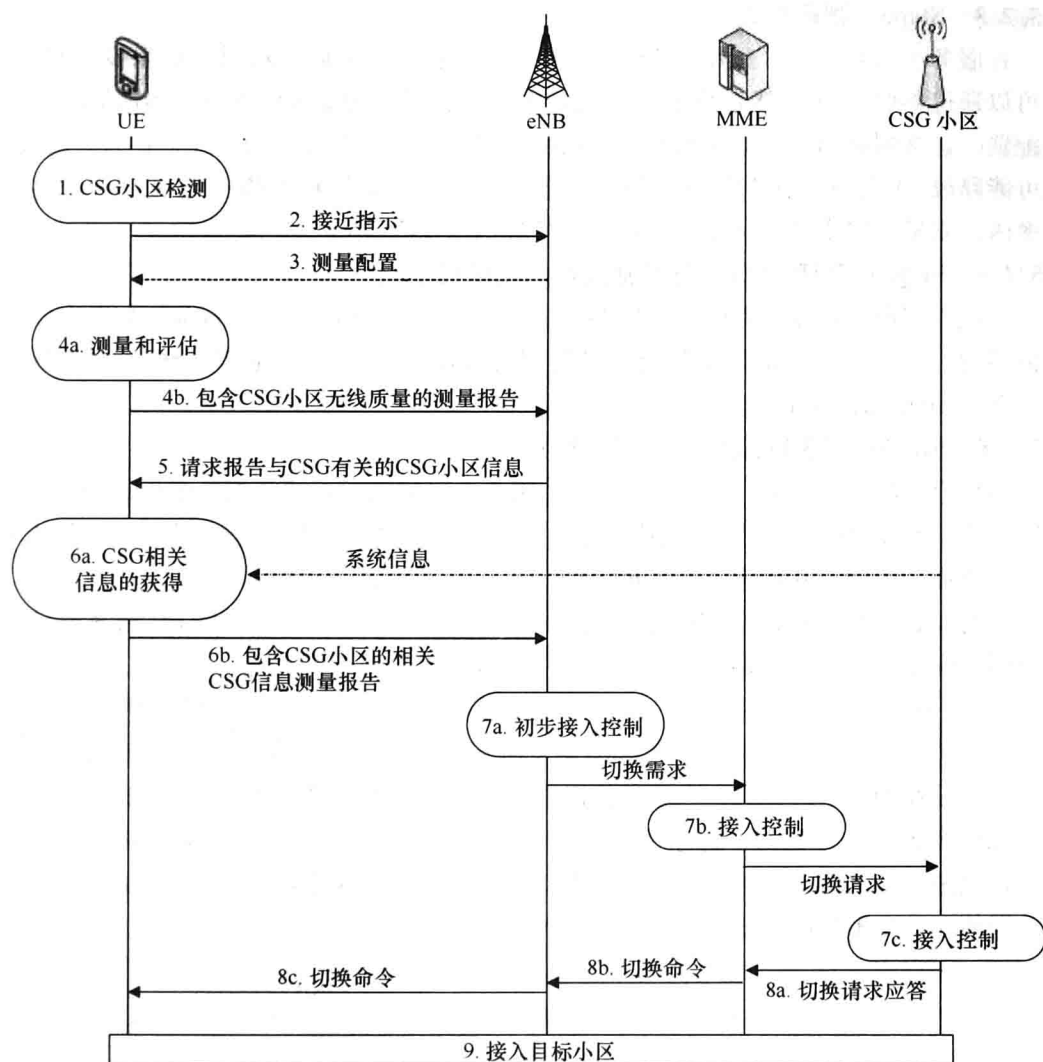 UE
eNB
MME
CSG 小区
1. CSG小区检测
2. 接近指示
3. 测量配置
4a. 测量和评估
4b. 包含CSG小区无线质量的测量报告
5. 请求报告与CSG有关的CSG小区信息
6a. CSG相关
信息的获得
系统信息
6b. 包含CSG小区的相关
CSG信息测量报告
7a. 初步接入控制
切换需求
7b. 接入控制
切换请求
7c. 接入控制
8a. 切换请求应答
8b. 切换命令
8c. 切换命令
9. 接入目标小区